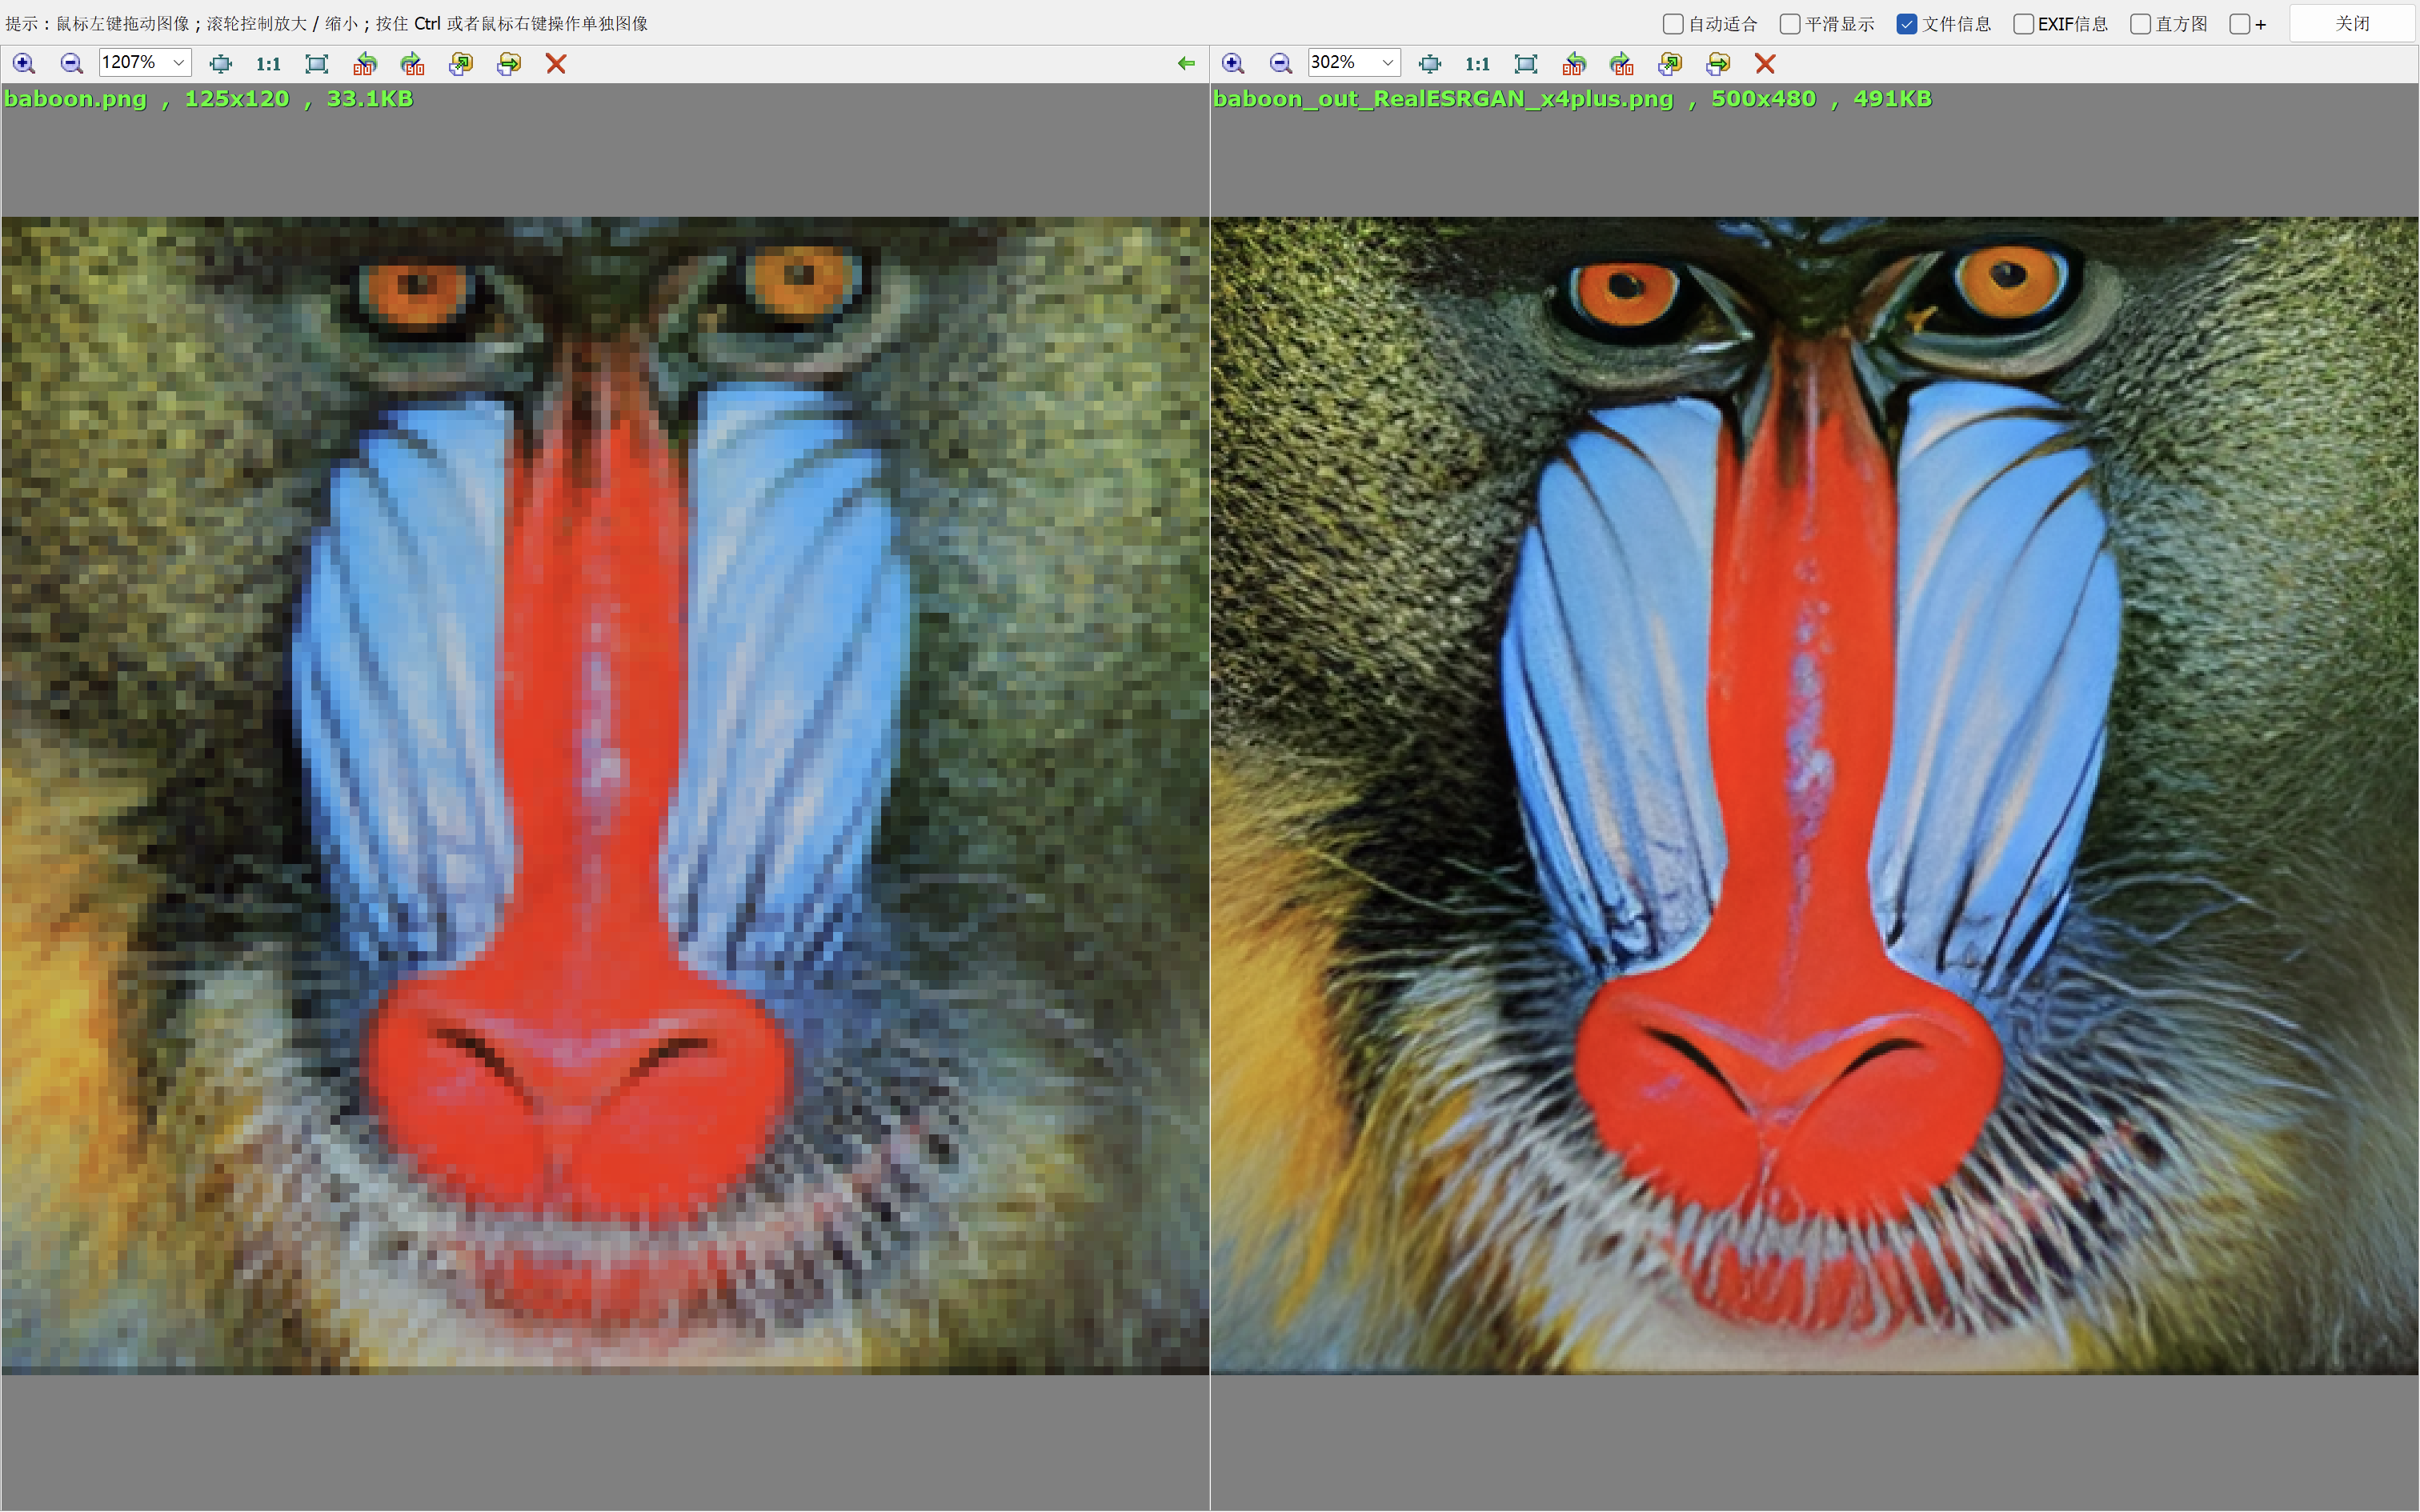 提示：鼠标左键拖动图像；滚轮控制放大 / 缩小；按住 Ctrl 或者鼠标右键操作单独图像
自动适合 平滑显示 文件信息 EXIF信息 直方图 + 关闭
1207% 1:1
302% 1:1
baboon.png , 125x120 , 33.1KB
baboon_out_RealESRGAN_x4plus.png , 500x480 , 491KB